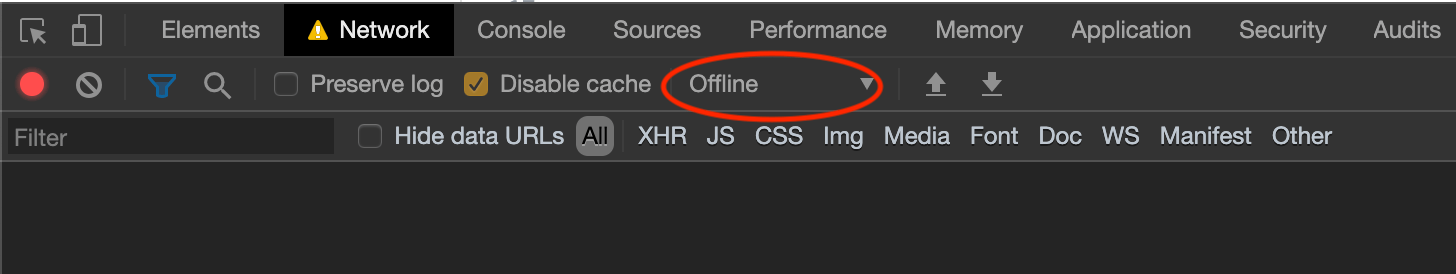 Elements Network Console Sources Performance Memory Application Security Audits
Preserve log Disable cache Offline
Filter Hide data URLs All XHR JS CSS Img Media Font Doc WS Manifest Other